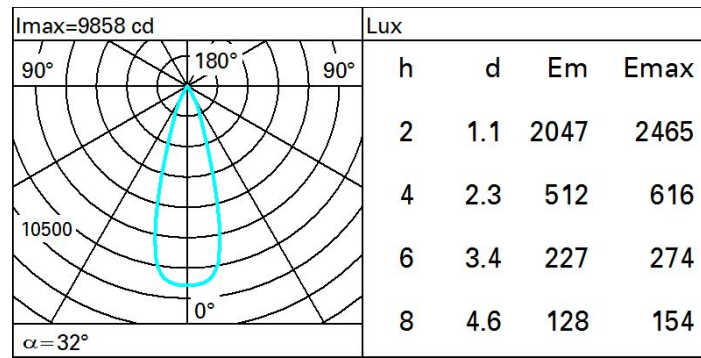 Imax=9858 cd
Lux
90° 180° 90°
h d Em Emax
2 1.1 2047 2465
4 2.3 512 616
10500
6 3.4 227 274
0°
8 4.6 128 154
α=32°